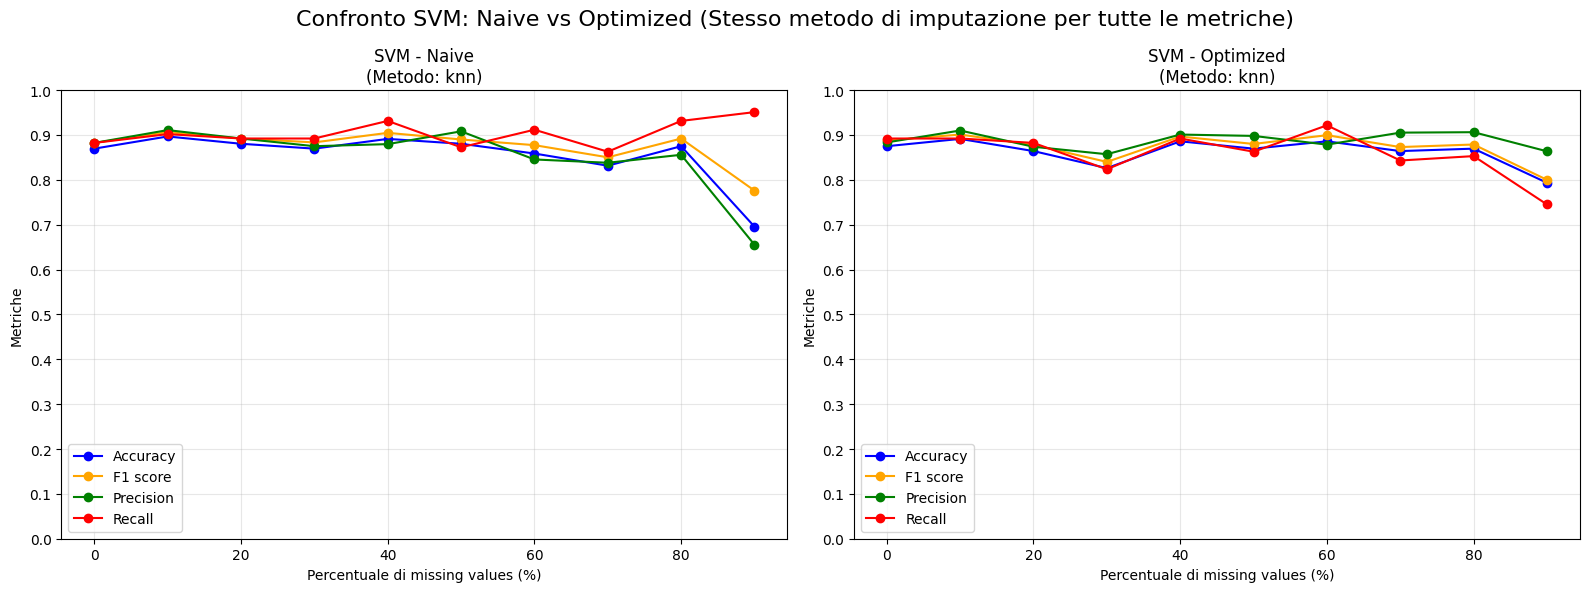 Confronto SVM: Naive vs Optimized (Stesso metodo di imputazione per tutte le metriche)
SVM - Naive
(Metodo: knn)
1.0
0.9
0.8
0.7
0.6
0.5
0.4
0.3
0.2
0.1
0.0
Metriche
Accuracy
F1 score
Precision
Recall
0
20
40
60
80
Percentuale di missing values (%)
SVM - Optimized
(Metodo: knn)
1.0
0.9
0.8
0.7
0.6
0.5
0.4
0.3
0.2
0.1
0.0
Metriche
Accuracy
F1 score
Precision
Recall
0
20
40
60
80
Percentuale di missing values (%)